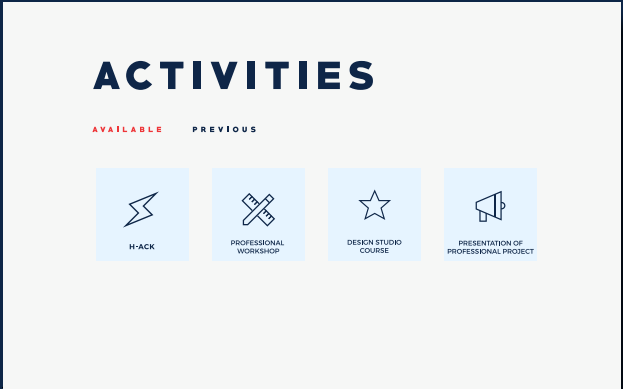 ACTIVITIES
AVAILABLE PREVIOUS
H-ACK
PROFESSIONAL
WORKSHOP
DESIGN STUDIO
COURSE
PRESENTATION OF
PROFESSIONAL PROJECT